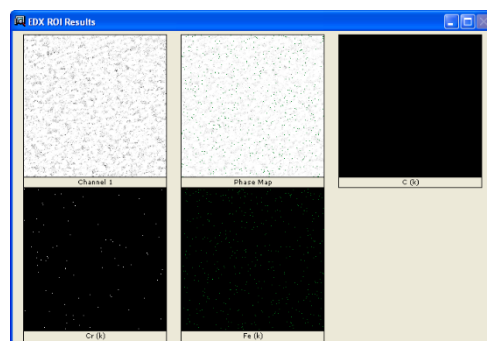 EDX ROI Results
Channel 1
Phase Map
C (k)
Cr (k)
Fe (k)